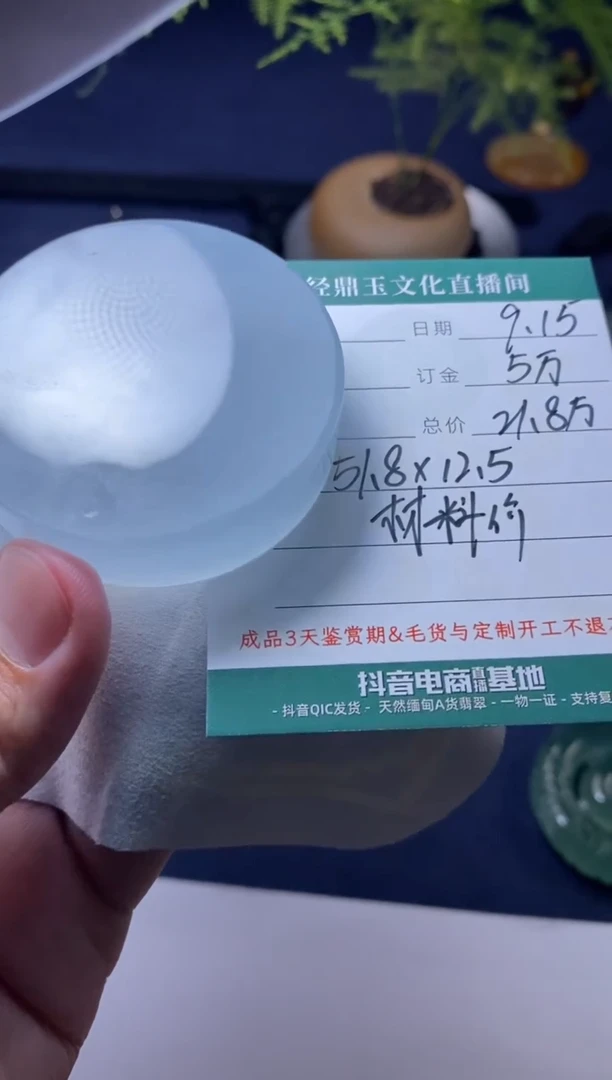 经鼎玉文化直播间
日期 9.15
订金 5万
总价 21.8万
51.8×12.5
材料价
成品3天鉴赏期&毛货与定制开工不退
抖音电商直播基地
- 抖音QIC发货 - 天然缅甸A货翡翠 - 一物一证 - 支持复